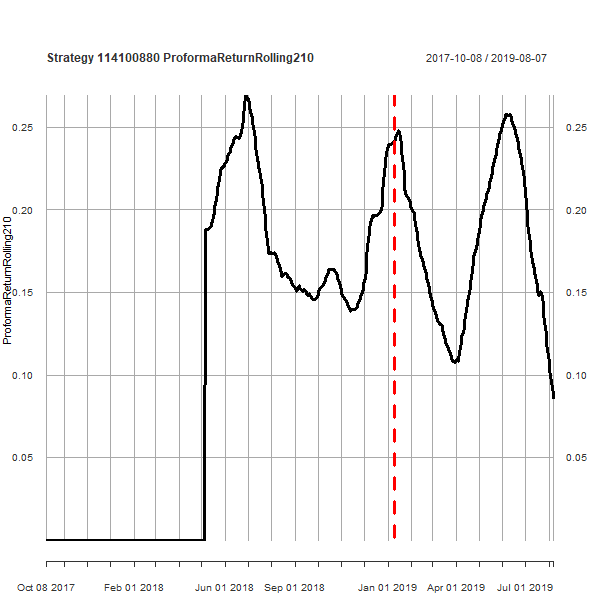 Strategy 114100880 ProformaReturnRolling210
2017-10-08 / 2019-08-07
ProformaReturnRolling210
0.25 0.25
0.20 0.20
0.15 0.15
0.10 0.10
0.05 0.05
Oct 08 2017 Feb 01 2018 Jun 01 2018 Sep 01 2018 Jan 01 2019 Apr 01 2019 Jul 01 2019